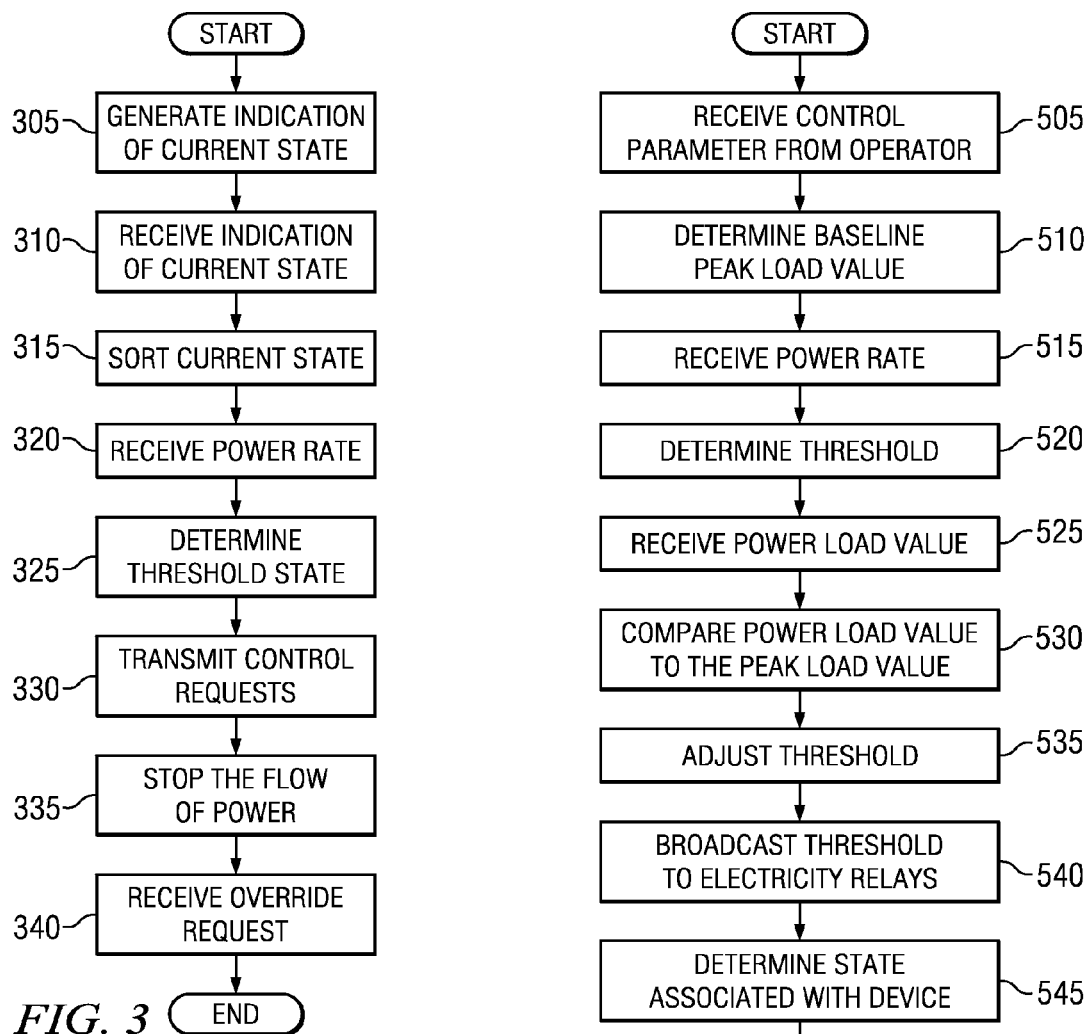 START
305
GENERATE INDICATION
OF CURRENT STATE
310
RECEIVE INDICATION
OF CURRENT STATE
315
SORT CURRENT STATE
320
RECEIVE POWER RATE
325
DETERMINE
THRESHOLD STATE
330
TRANSMIT CONTROL
REQUESTS
335
STOP THE FLOW
OF POWER
340
RECEIVE OVERRIDE
REQUEST
END
FIG. 3
START
RECEIVE CONTROL
PARAMETER FROM OPERATOR
505
DETERMINE BASELINE
PEAK LOAD VALUE
510
RECEIVE POWER RATE
515
DETERMINE THRESHOLD
520
RECEIVE POWER LOAD VALUE
525
COMPARE POWER LOAD VALUE
TO THE PEAK LOAD VALUE
530
ADJUST THRESHOLD
535
BROADCAST THRESHOLD
TO ELECTRICITY RELAYS
540
DETERMINE STATE
ASSOCIATED WITH DEVICE
545